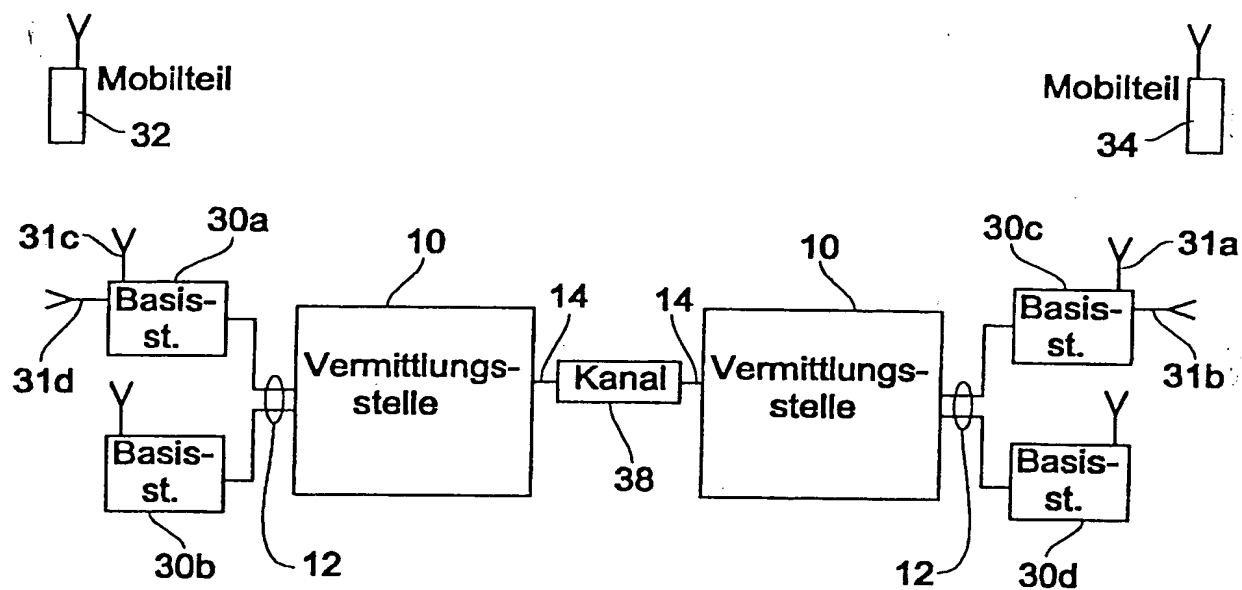 Mobilteil
32
Mobilteil
34
31c
30a
10
10
30c
31a
Basis-
st.
14
14
Basis-
st.
31d
Vermittlungs-
stelle
Kanal
Vermittlungs-
stelle
31b
Basis-
st.
38
Basis-
st.
30b
12
12
30d